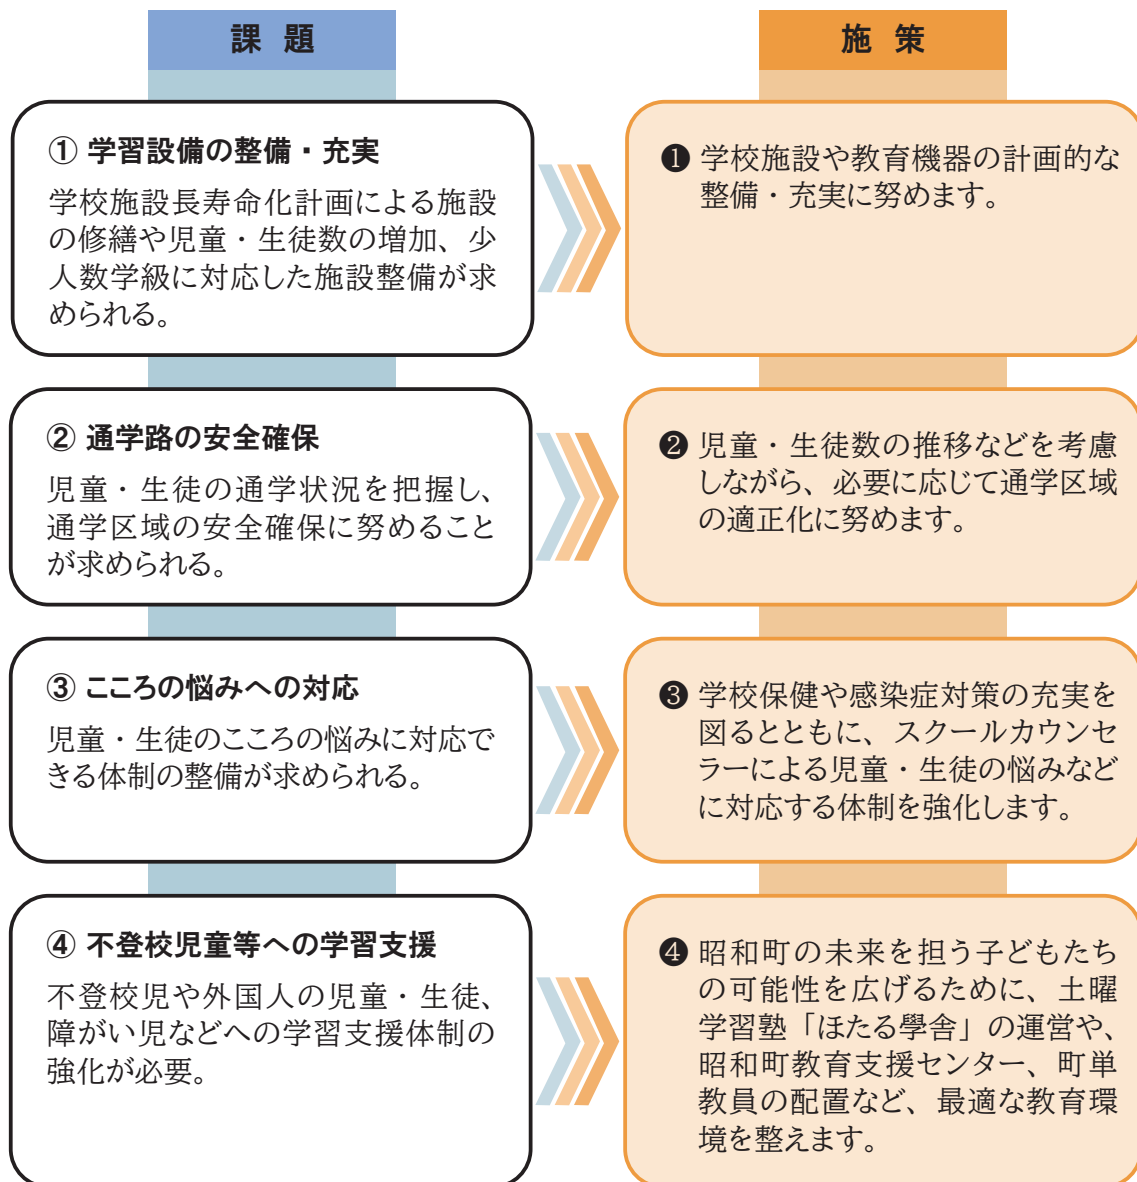 課 題
施 策
① 学習設備の整備・充実
学校施設長寿命化計画による施設
の修繕や児童・生徒数の増加、少
人数学級に対応した施設整備が求
められる。
❶ 学校施設や教育機器の計画的な
整備・充実に努めます。
② 通学路の安全確保
児童・生徒の通学状況を把握し、
通学区域の安全確保に努めること
が求められる。
❷ 児童・生徒数の推移などを考慮
しながら、必要に応じて通学区域
の適正化に努めます。
③ こころの悩みへの対応
児童・生徒のこころの悩みに対応で
きる体制の整備が求められる。
❸ 学校保健や感染症対策の充実を
図るとともに、スクールカウンセ
ラーによる児童・生徒の悩みなど
に対応する体制を強化します。
④ 不登校児童等への学習支援
不登校児や外国人の児童・生徒、
障がい児などへの学習支援体制の
強化が必要。
❹ 昭和町の未来を担う子どもたち
の可能性を広げるために、土曜
学習塾「ほたる學舎」の運営や、
昭和町教育支援センター、町単
教員の配置など、最適な教育環
境を整えます。